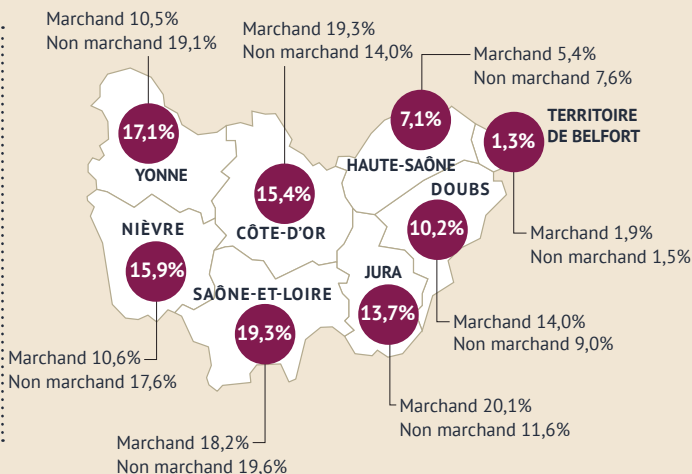 Marchand 10,5%
Non marchand 19,1%
Marchand 19,3%
Non marchand 14,0%
Marchand 5,4%
Non marchand 7,6%
17,1%
YONNE
15,4%
CÔTE-D'OR
7,1%
HAUTE-SAÔNE
1,3%
TERRITOIRE
DE BELFORT
DOUBS
10,2%
NIÈVRE
15,9%
SAÔNE-ET-LOIRE
19,3%
JURA
13,7%
Marchand 1,9%
Non marchand 1,5%
Marchand 14,0%
Non marchand 9,0%
Marchand 10,6%
Non marchand 17,6%
Marchand 20,1%
Non marchand 11,6%
Marchand 18,2%
Non marchand 19,6%